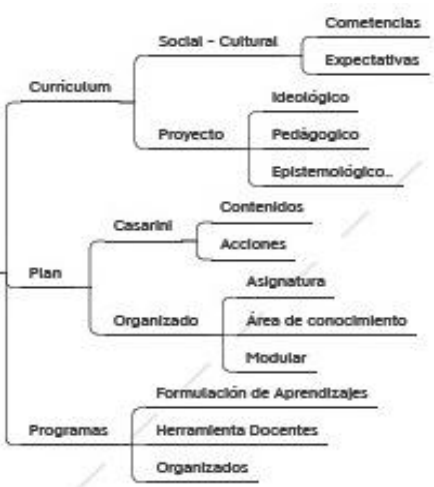 Currículum
Social - Cultural
Cometencias
Expectativas
Proyecto
Ideológico
Pedágogico
Epistemológico...
Plan
Casarini
Contenidos
Acciones
Organizado
Asignatura
Área de conocimiento
Modular
Programas
Formulación de Aprendizajes
Herramienta Docentes
Organizados